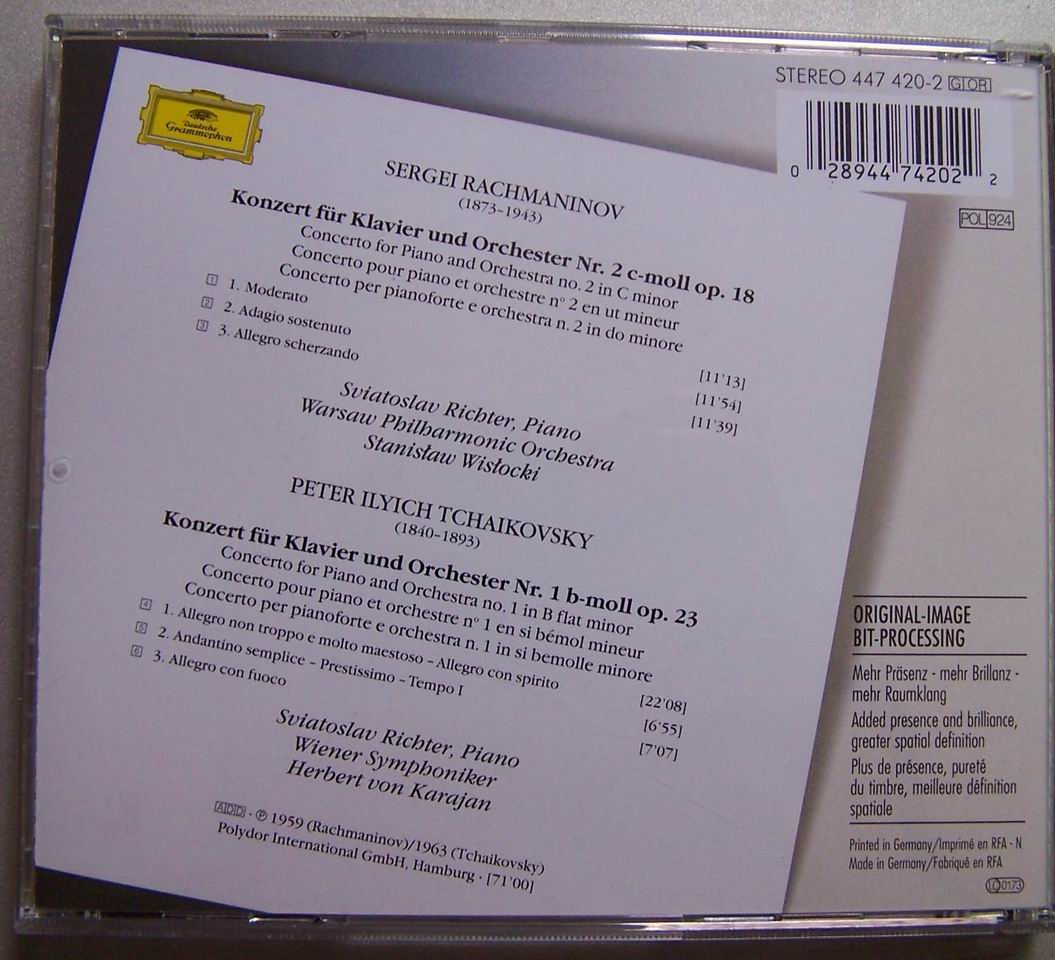 STEREO 447 420-2 GI OR
0 28944 74202 2
POL 924
Deutsche
Grammophon
SERGEI RACHMANINOV
(1873–1943)
Konzert für Klavier und Orchester Nr. 2 c-moll op. 18
Concerto for Piano and Orchestra no. 2 in C minor
Concerto pour piano et orchestre n° 2 en ut mineur
Concerto per pianoforte e orchestra n. 2 in do minore
1 1. Moderato [11'13]
2 2. Adagio sostenuto [11'54]
3 3. Allegro scherzando [11'39]
Sviatoslav Richter, Piano
Warsaw Philharmonic Orchestra
Stanisław Wisłocki
PETER ILYICH TCHAIKOVSKY
(1840–1893)
Konzert für Klavier und Orchester Nr. 1 b-moll op. 23
Concerto for Piano and Orchestra no. 1 in B flat minor
Concerto pour piano et orchestre n° 1 en si bémol mineur
Concerto per pianoforte e orchestra n. 1 in si bemolle minore
4 1. Allegro non troppo e molto maestoso – Allegro con spirito [22'08]
5 2. Andantino semplice – Prestissimo – Tempo I [6'55]
6 3. Allegro con fuoco [7'07]
Sviatoslav Richter, Piano
Wiener Symphoniker
Herbert von Karajan
ADD · ℗ 1959 (Rachmaninov)/1963 (Tchaikovsky)
Polydor International GmbH, Hamburg · [71'00]
ORIGINAL-IMAGE
BIT-PROCESSING
Mehr Präsenz - mehr Brillanz -
mehr Raumklang
Added presence and brilliance,
greater spatial definition
Plus de présence, pureté
du timbre, meilleure définition
spatiale
Printed in Germany/Imprimé en RFA - N
Made in Germany/Fabriqué en RFA
LC 0173